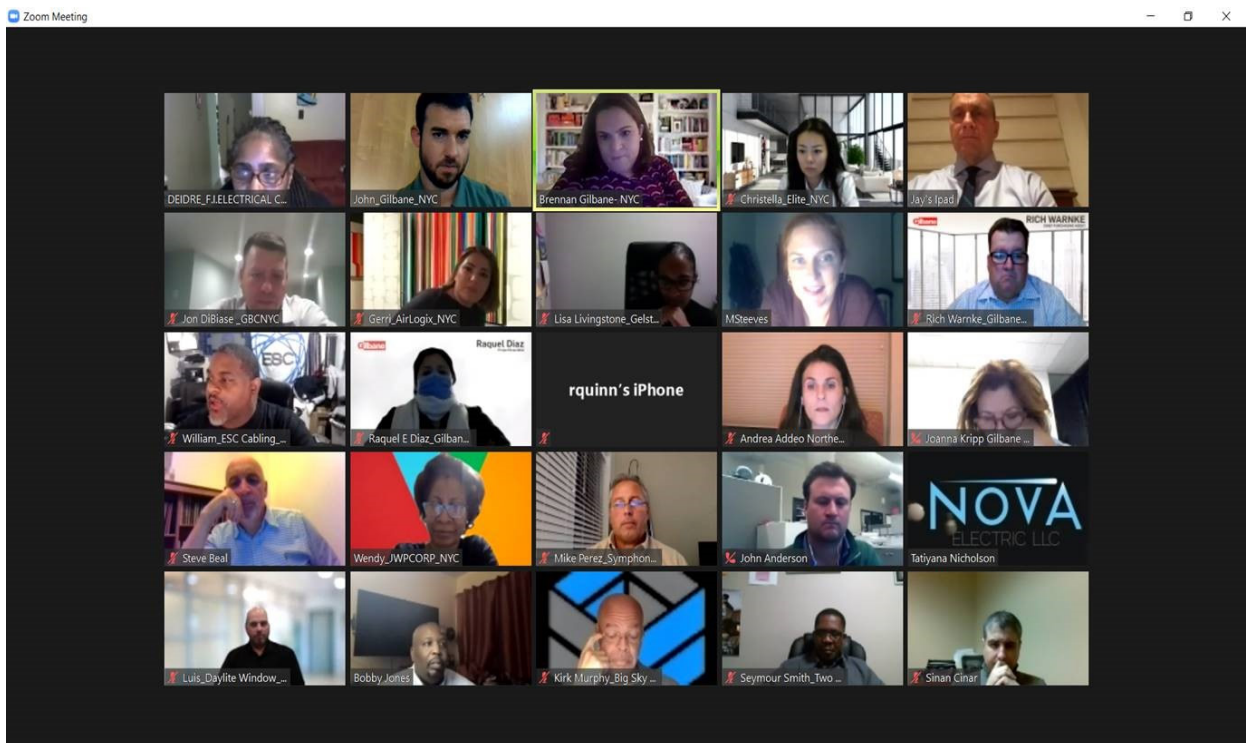 Zoom Meeting
DEIDRE_F.I.ELECTRICAL C...
John_Gilbane_NYC
Brennan Gilbane- NYC
Christella_Elite_NYC
Jay's Ipad
Jon DiBiase _GBCNYC
Gerri_AirLogix_NYC
Lisa Livingstone_Gelst...
MSteeves
Gilbane
RICH WARNKE
Rich Warnke_Gilbane...
ESC
William_ESC Cabling_...
Gilbane
Raquel Diaz
Raquel E Diaz_Gilban...
rquinn's iPhone
Andrea Addeo Northe...
Joanna Kripp Gilbane ...
Steve Beal
Wendy_JWPCORP_NYC
Mike Perez_Symphon...
John Anderson
NOVA
ELECTRIC LLC
Tatiyana Nicholson
Luis_Daylite Window_...
Bobby Jones
Kirk Murphy_Big Sky ...
Seymour Smith_Two ...
Sinan Cinar